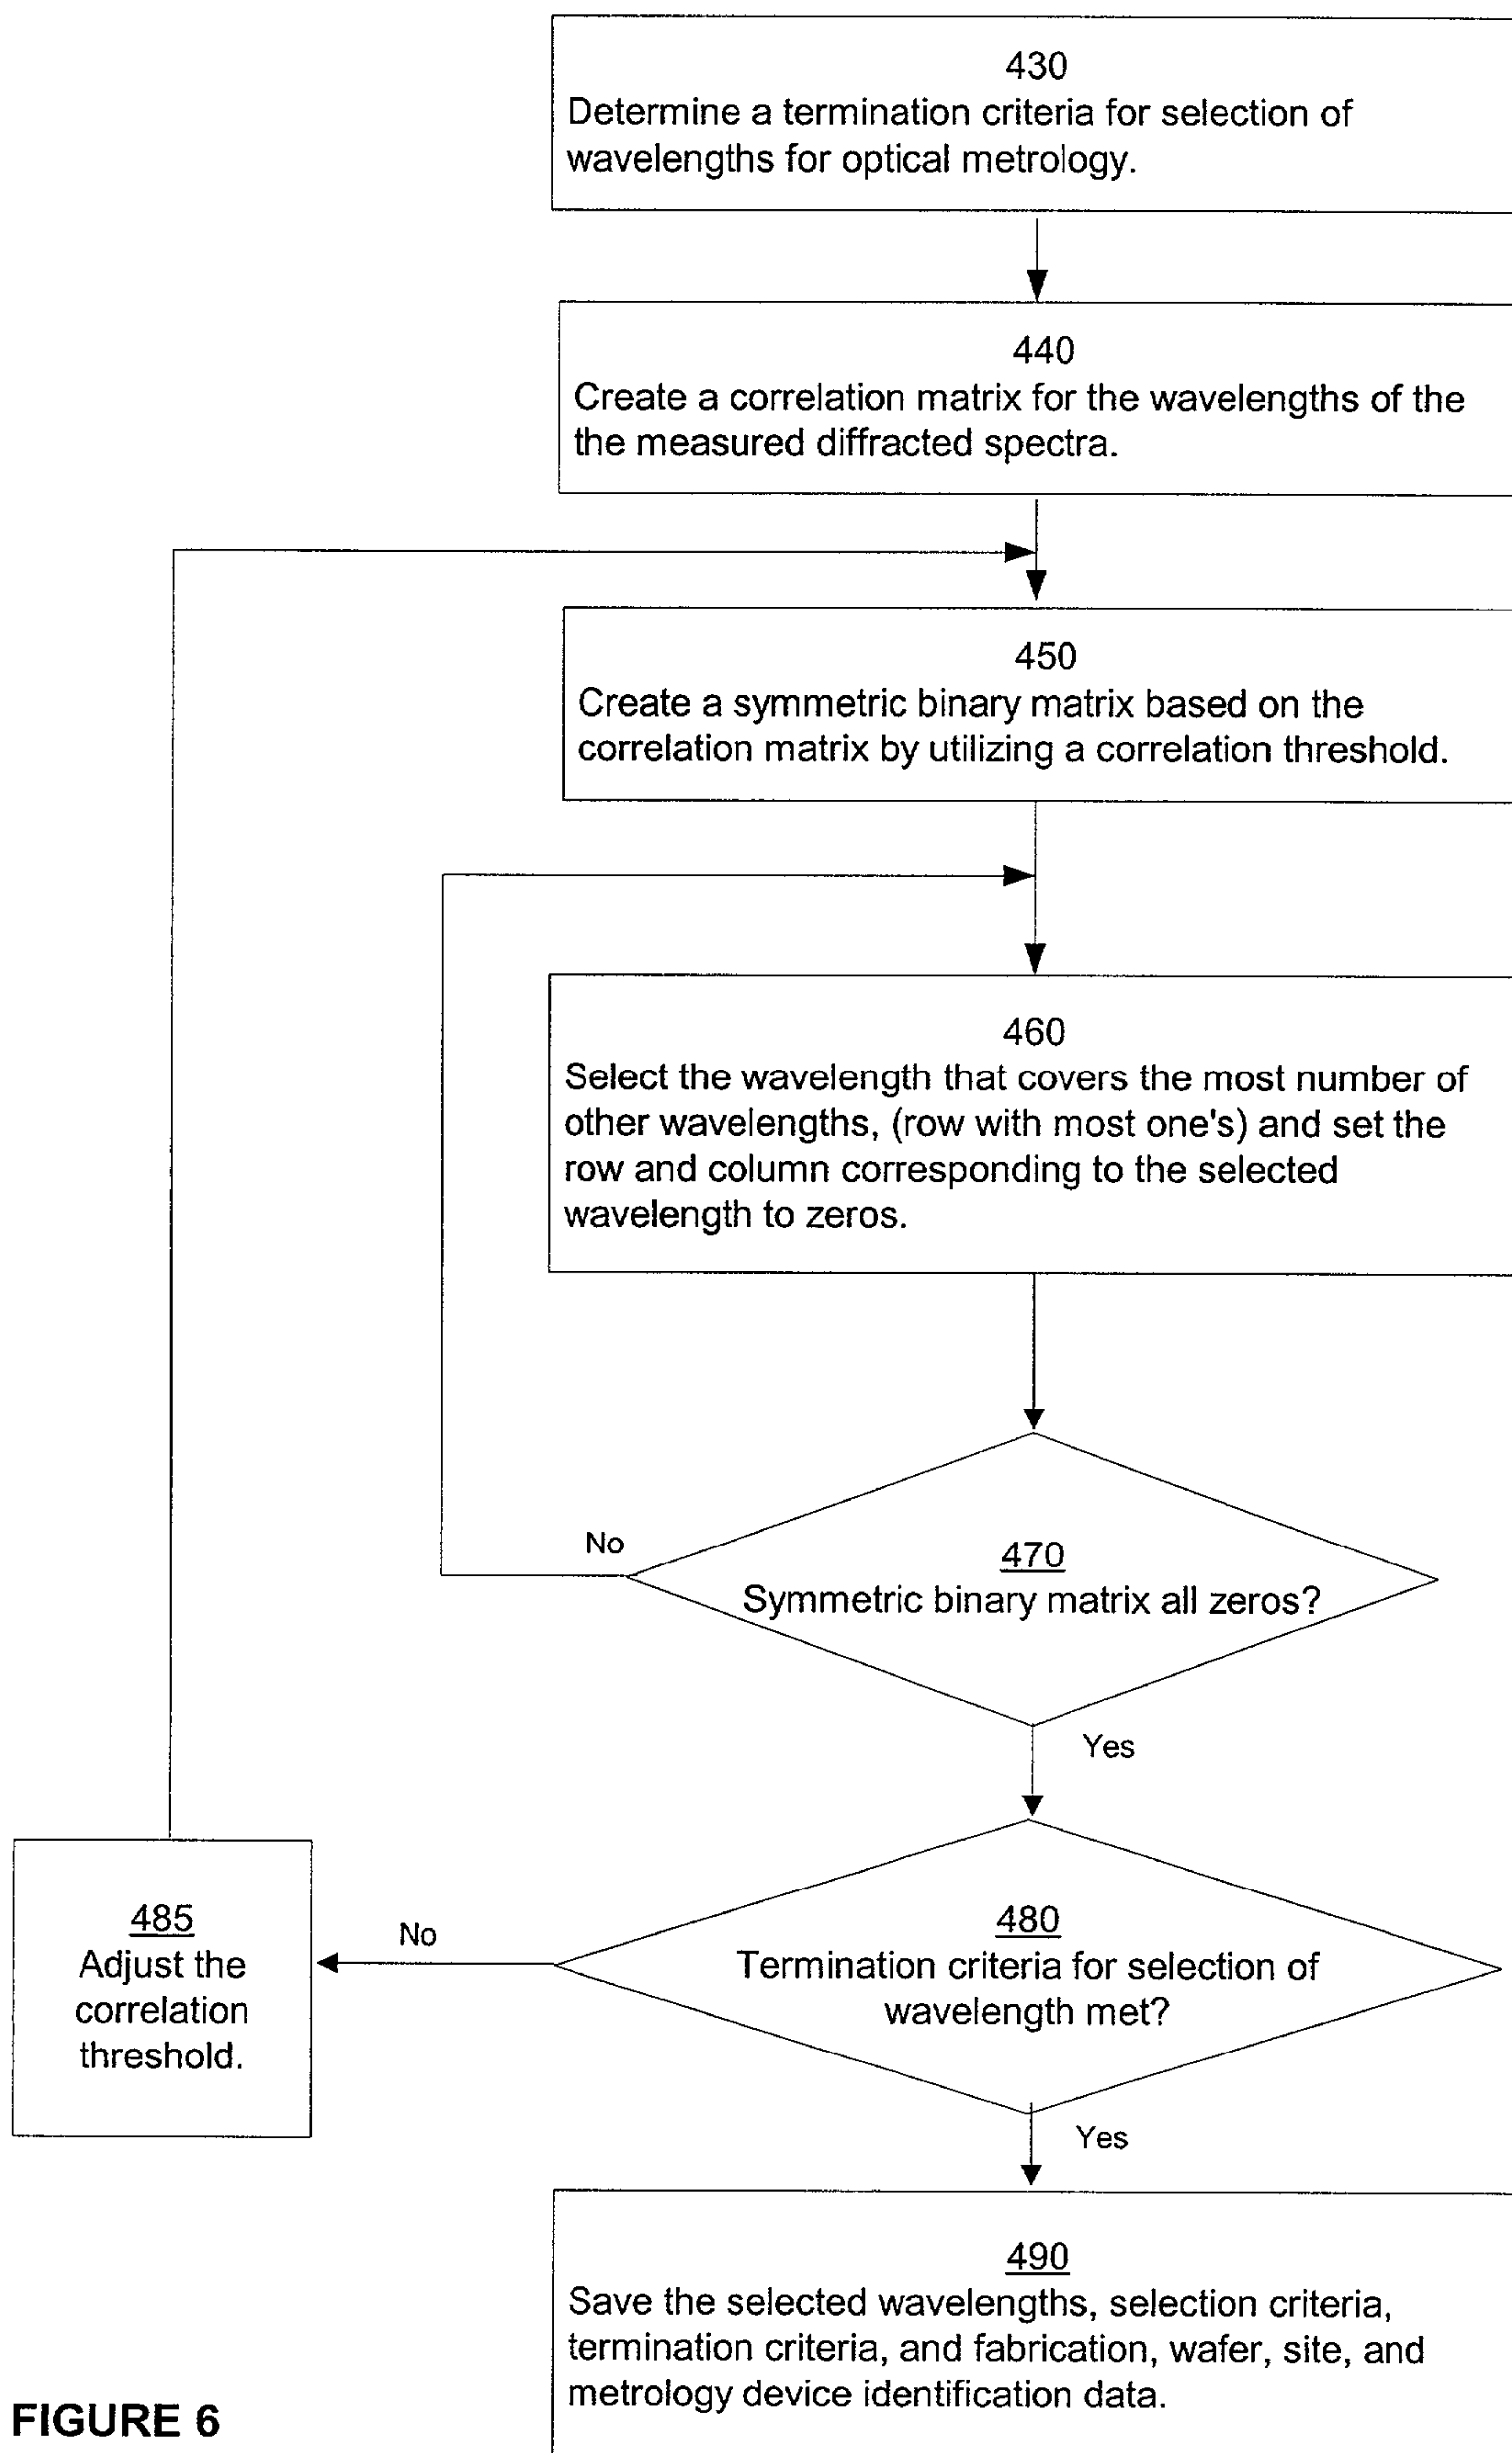 430
Determine a termination criteria for selection of
wavelengths for optical metrology.
440
Create a correlation matrix for the wavelengths of the
the measured diffracted spectra.
450
Create a symmetric binary matrix based on the
correlation matrix by utilizing a correlation threshold.
460
Select the wavelength that covers the most number of
other wavelengths, (row with most one's) and set the
row and column corresponding to the selected
wavelength to zeros.
No
470
Symmetric binary matrix all zeros?
Yes
485
Adjust the
correlation
threshold.
No
480
Termination criteria for selection of
wavelength met?
Yes
490
Save the selected wavelengths, selection criteria,
termination criteria, and fabrication, wafer, site, and
metrology device identification data.
FIGURE 6